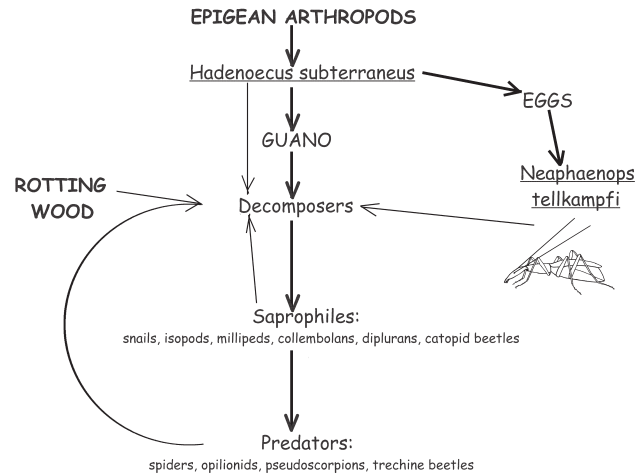 EPIGEAN ARTHROPODS
Hadenoecus subterraneus
EGGS
GUANO
Neaphaenops
tellkampfi
ROTTING
WOOD
Decomposers
Saprophiles:
snails, isopods, millipeds, collembolans, diplurans, catopid beetles
Predators:
spiders, opilionids, pseudoscorpions, trechine beetles